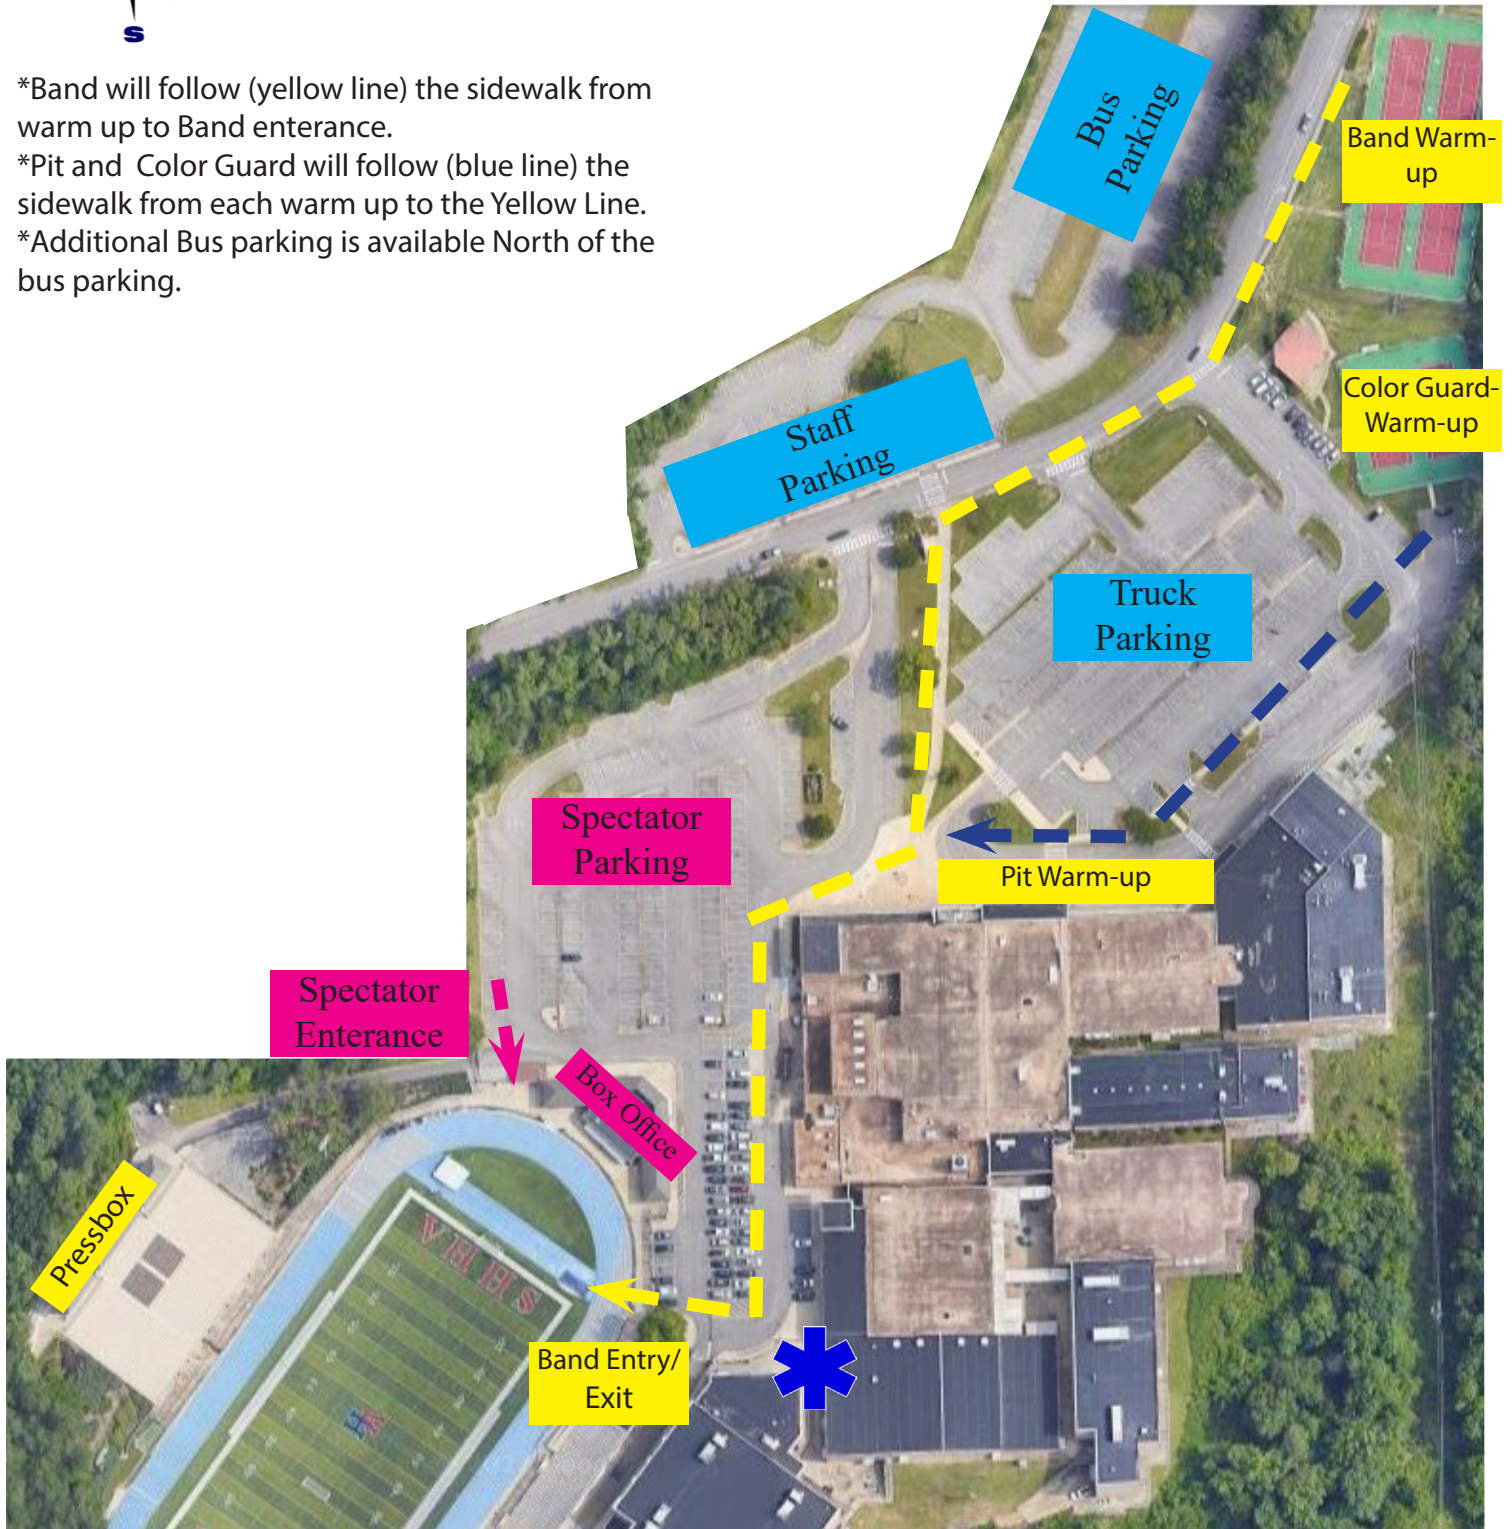 S
*Band will follow (yellow line) the sidewalk from
warm up to Band enterance.
*Pit and  Color Guard will follow (blue line) the
sidewalk from each warm up to the Yellow Line.
*Additional Bus parking is available North of the
bus parking.
Bus
Parking
Band Warm-
up
Color Guard-
Warm-up
Staff
Parking
Truck
Parking
Spectator
Parking
Pit Warm-up
Spectator
Enterance
Box Office
Pressbox
AHHS
Band Entry/
Exit